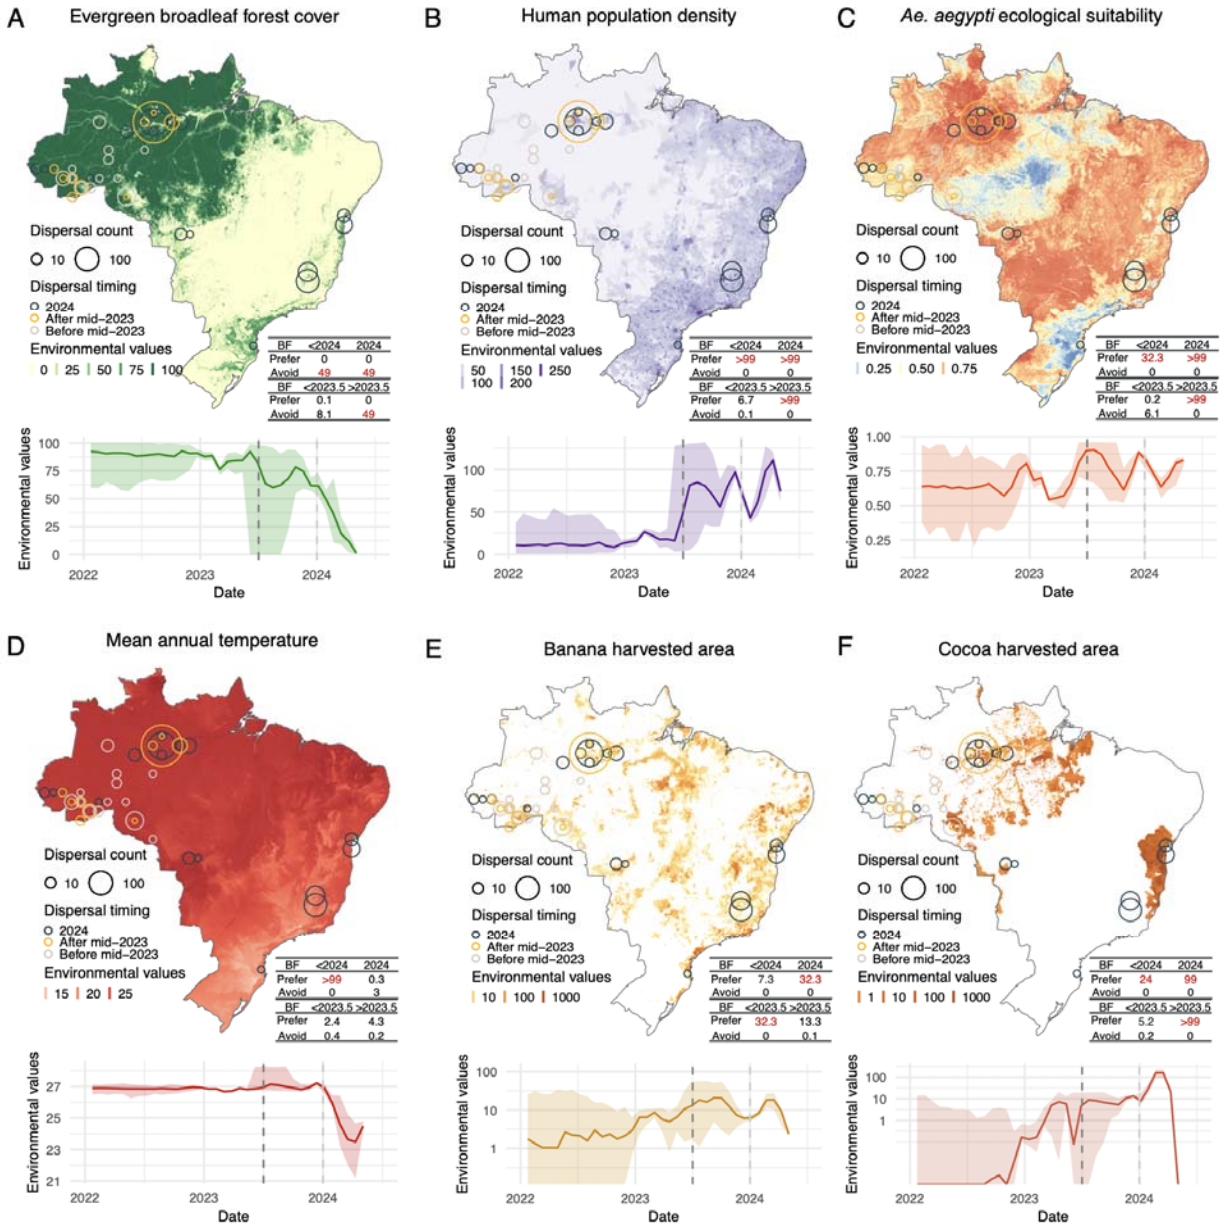 A Evergreen broadleaf forest cover
Dispersal count
10 100
Dispersal timing
2024
After mid-2023
Before mid-2023
Environmental values
0 25 50 75 100
BF <2024 2024
Prefer 0 0
Avoid 49 49
BF <2023.5 >2023.5
Prefer 0.1 0
Avoid 8.1 49
Environmental values
100
75
50
25
0
2022 2023 2024
Date
B Human population density
Dispersal count
10 100
Dispersal timing
2024
After mid-2023
Before mid-2023
Environmental values
50 150 250
100 200
BF <2024 2024
Prefer >99 >99
Avoid 0 0
BF <2023.5 >2023.5
Prefer 6.7 >99
Avoid 0.1 0
Environmental values
100
50
0
2022 2023 2024
Date
C Ae. aegypti ecological suitability
Dispersal count
10 100
Dispersal timing
2024
After mid-2023
Before mid-2023
Environmental values
0.25 0.50 0.75
BF <2024 2024
Prefer 32.3 >99
Avoid 0 0
BF <2023.5 >2023.5
Prefer 0.2 >99
Avoid 6.1 0
Environmental values
1.00
0.75
0.50
0.25
2022 2023 2024
Date
D Mean annual temperature
Dispersal count
10 100
Dispersal timing
2024
After mid-2023
Before mid-2023
Environmental values
15 20 25
BF <2024 2024
Prefer >99 0.3
Avoid 0 3
BF <2023.5 >2023.5
Prefer 2.4 4.3
Avoid 0.4 0.2
Environmental values
27
25
23
21
2022 2023 2024
Date
E Banana harvested area
Dispersal count
10 100
Dispersal timing
2024
After mid-2023
Before mid-2023
Environmental values
10 100 1000
BF <2024 2024
Prefer 7.3 32.3
Avoid 0 0
BF <2023.5 >2023.5
Prefer 32.3 13.3
Avoid 0 0.1
Environmental values
100
10
1
2022 2023 2024
Date
F Cocoa harvested area
Dispersal count
10 100
Dispersal timing
2024
After mid-2023
Before mid-2023
Environmental values
1 10 100 1000
BF <2024 2024
Prefer 24 99
Avoid 0 0
BF <2023.5 >2023.5
Prefer 5.2 >99
Avoid 0.2 0
Environmental values
100
10
1
2022 2023 2024
Date